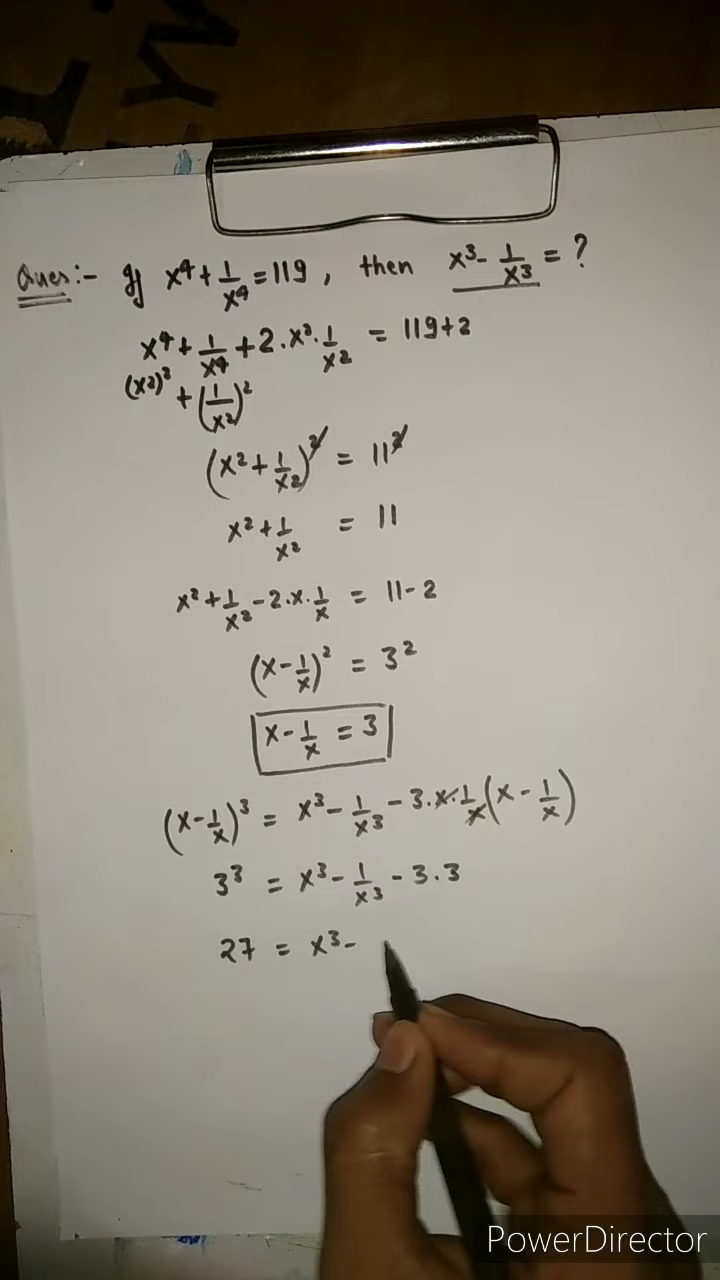 Ques:- If x⁴ + 1/x⁴ = 119, then x³ - 1/x³ = ?
x⁴ + 1/x⁴ + 2.x².1/x² = 119+2
(x²)² + (1/x²)²
(x² + 1/x²)² = 11²
x² + 1/x² = 11
x² + 1/x² - 2.x.1/x = 11-2
(x - 1/x)² = 3²
x - 1/x = 3
(x - 1/x)³ = x³ - 1/x³ - 3.x.1/x(x - 1/x)
3³ = x³ - 1/x³ - 3.3
27 = x³ -
PowerDirector